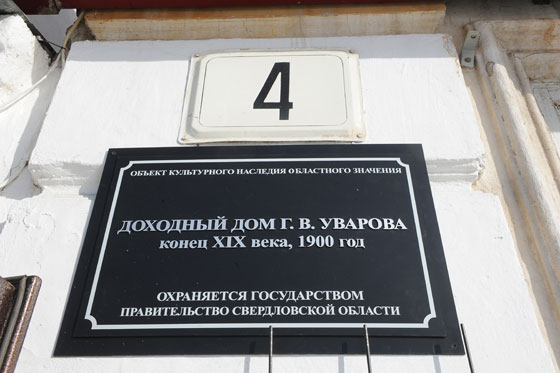 4
ОБЪЕКТ КУЛЬТУРНОГО НАСЛЕДИЯ ОБЛАСТНОГО ЗНАЧЕНИЯ
ДОХОДНЫЙ ДОМ Г. В. УВАРОВА
конец XIX века, 1900 год
ОХРАНЯЕТСЯ ГОСУДАРСТВОМ
ПРАВИТЕЛЬСТВО СВЕРДЛОВСКОЙ ОБЛАСТИ